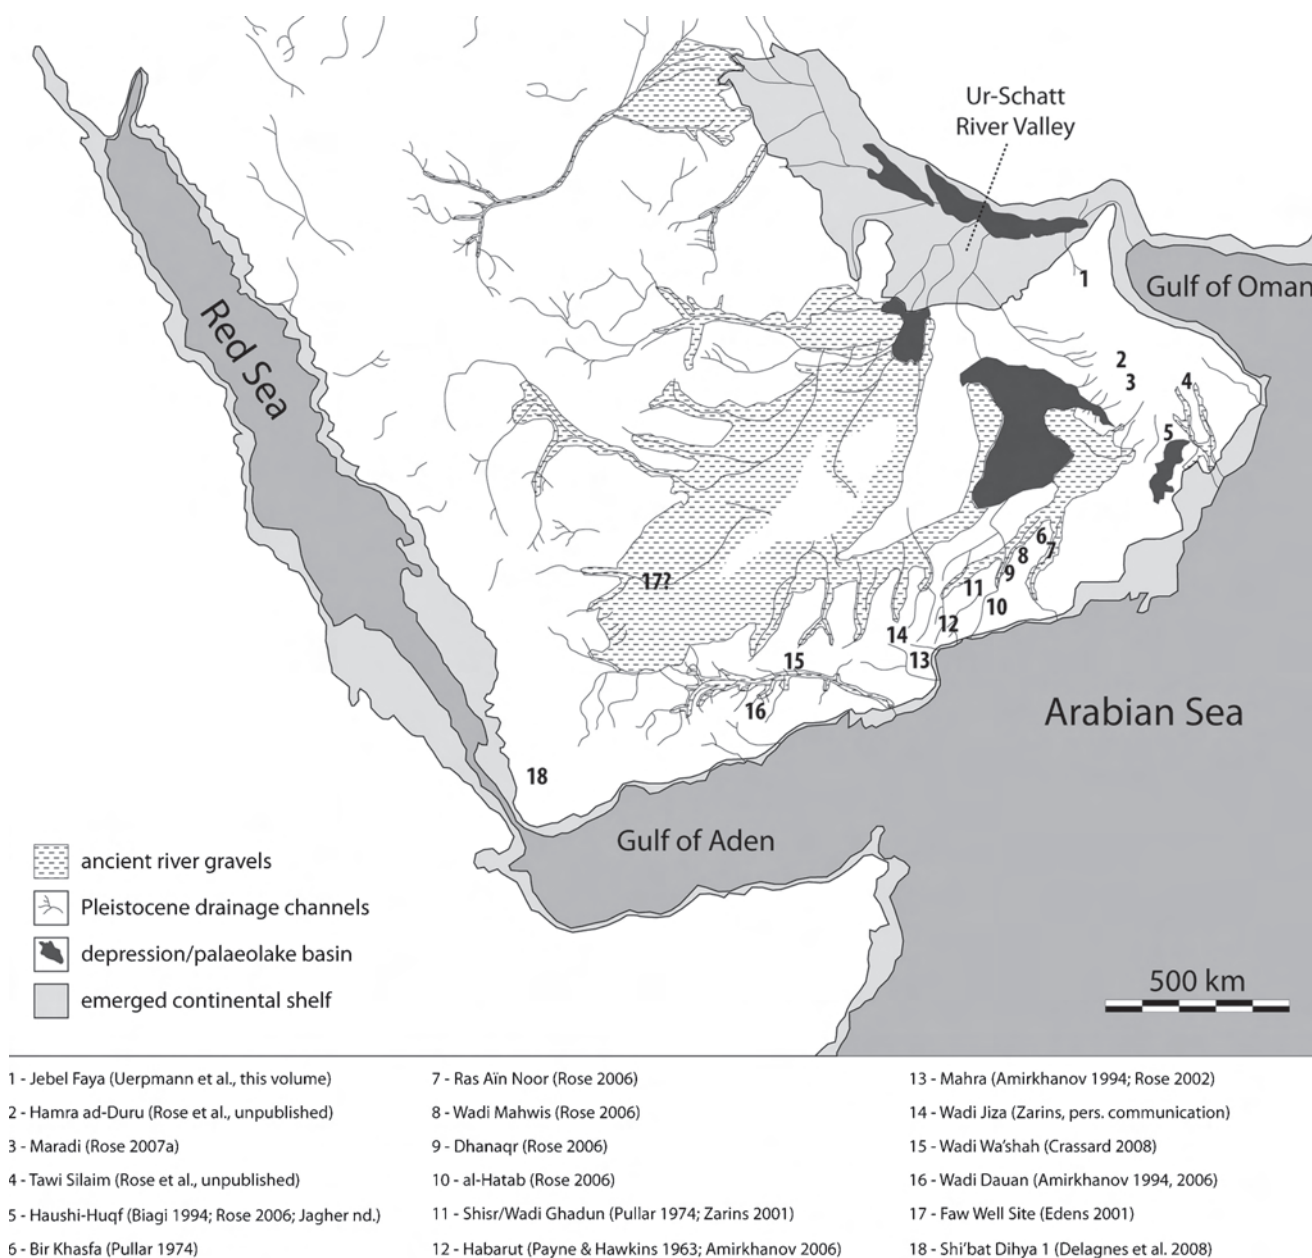 Ur-Schatt
River Valley
Gulf of Oman
Red Sea
1
2
3
4
5
6
7
8
9
10
11
12
13
14
15
16
17?
18
Arabian Sea
Gulf of Aden
ancient river gravels
Pleistocene drainage channels
depression/palaeolake basin
emerged continental shelf
500 km
1 - Jebel Faya (Uerpmann et al., this volume)
2 - Hamra ad-Duru (Rose et al., unpublished)
3 - Maradi (Rose 2007a)
4 - Tawi Silaim (Rose et al., unpublished)
5 - Haushi-Huqf (Biagi 1994; Rose 2006; Jagher nd.)
6 - Bir Khasfa (Pullar 1974)
7 - Ras Aïn Noor (Rose 2006)
8 - Wadi Mahwis (Rose 2006)
9 - Dhanaqr (Rose 2006)
10 - al-Hatab (Rose 2006)
11 - Shisr/Wadi Ghadun (Pullar 1974; Zarins 2001)
12 - Habarut (Payne & Hawkins 1963; Amirkhanov 2006)
13 - Mahra (Amirkhanov 1994; Rose 2002)
14 - Wadi Jiza (Zarins, pers. communication)
15 - Wadi Wa'shah (Crassard 2008)
16 - Wadi Dauan (Amirkhanov 1994, 2006)
17 - Faw Well Site (Edens 2001)
18 - Shi'bat Dihya 1 (Delagnes et al. 2008)